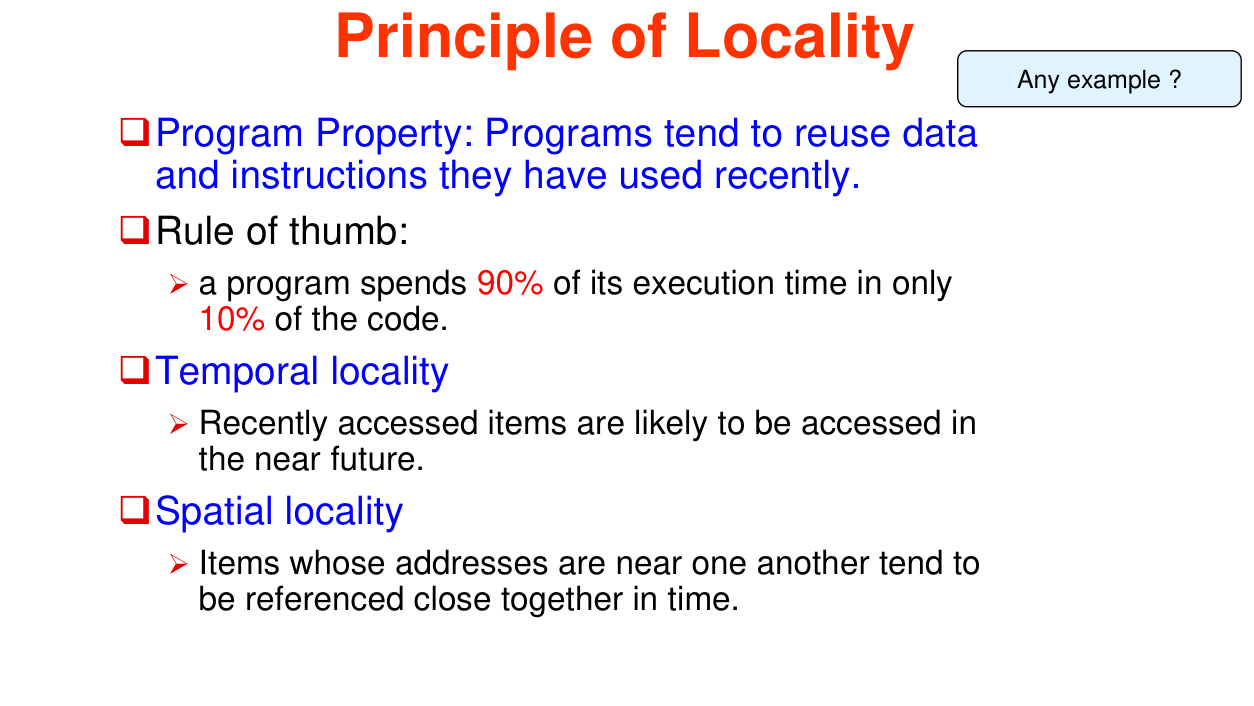 Principle of Locality
Any example ?
Program Property: Programs tend to reuse data
and instructions they have used recently.
Rule of thumb:
a program spends 90% of its execution time in only
10% of the code.
Temporal locality
Recently accessed items are likely to be accessed in
the near future.
Spatial locality
Items whose addresses are near one another tend to
be referenced close together in time.